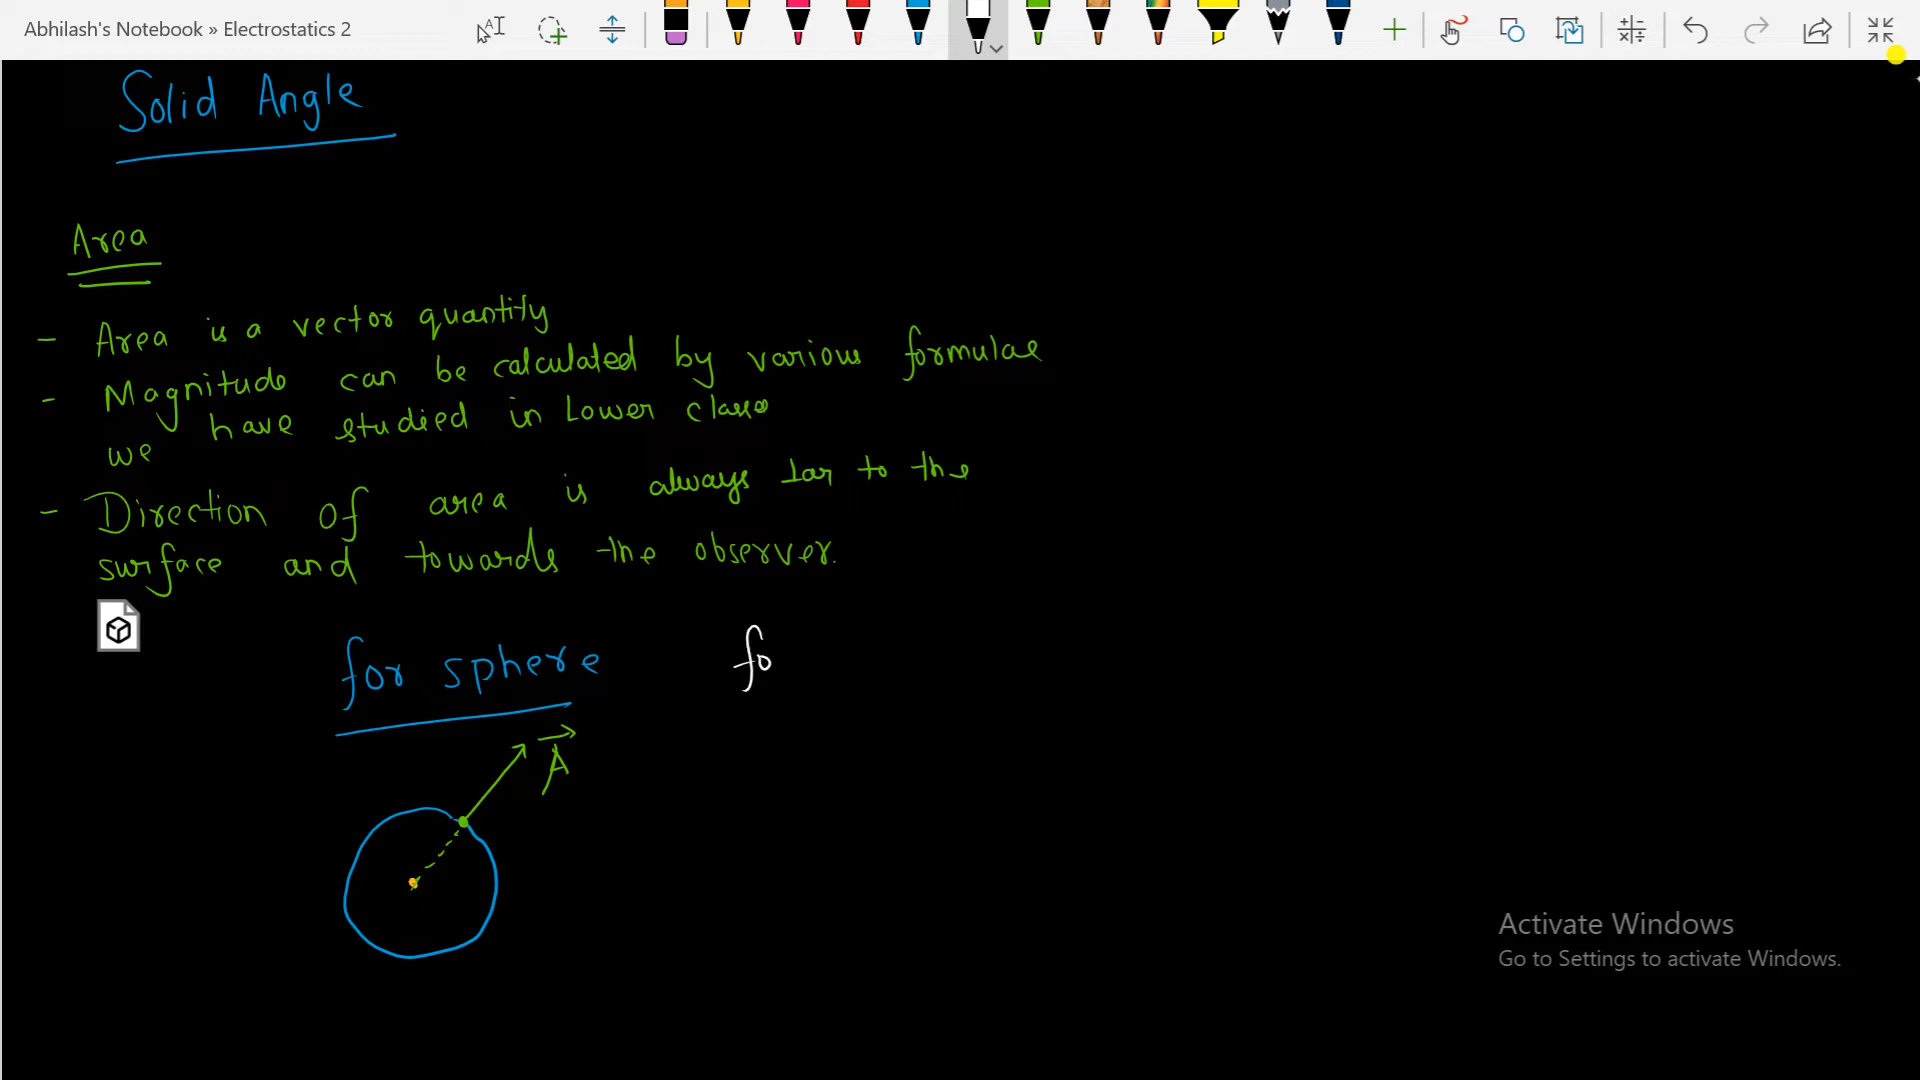 Abhilash's Notebook » Electrostatics 2
Solid Angle
Area
- Area is a vector quantity
- Magnitude can be calculated by various formulae
we have studied in Lower classes
- Direction of area is always ⊥ar to the
surface and towards the observer.
for sphere
fo
A
Activate Windows
Go to Settings to activate Windows.